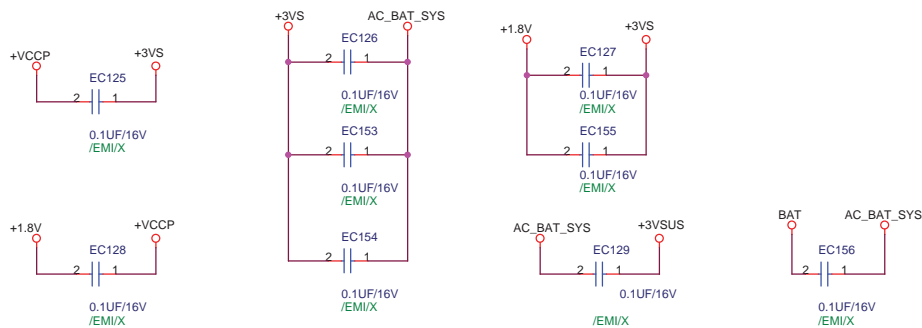 +VCCP +3VS
EC125
2 1
0.1UF/16V
/EMI/X
+3VS AC_BAT_SYS
EC126
2 1
0.1UF/16V
/EMI/X
EC153
2 1
0.1UF/16V
/EMI/X
EC154
2 1
0.1UF/16V
/EMI/X
+1.8V +3VS
EC127
2 1
0.1UF/16V
/EMI/X
EC155
2 1
0.1UF/16V
/EMI/X
+1.8V +VCCP
EC128
2 1
0.1UF/16V
/EMI/X
AC_BAT_SYS +3VSUS
EC129
2 1
0.1UF/16V
/EMI/X
BAT AC_BAT_SYS
EC156
2 1
0.1UF/16V
/EMI/X